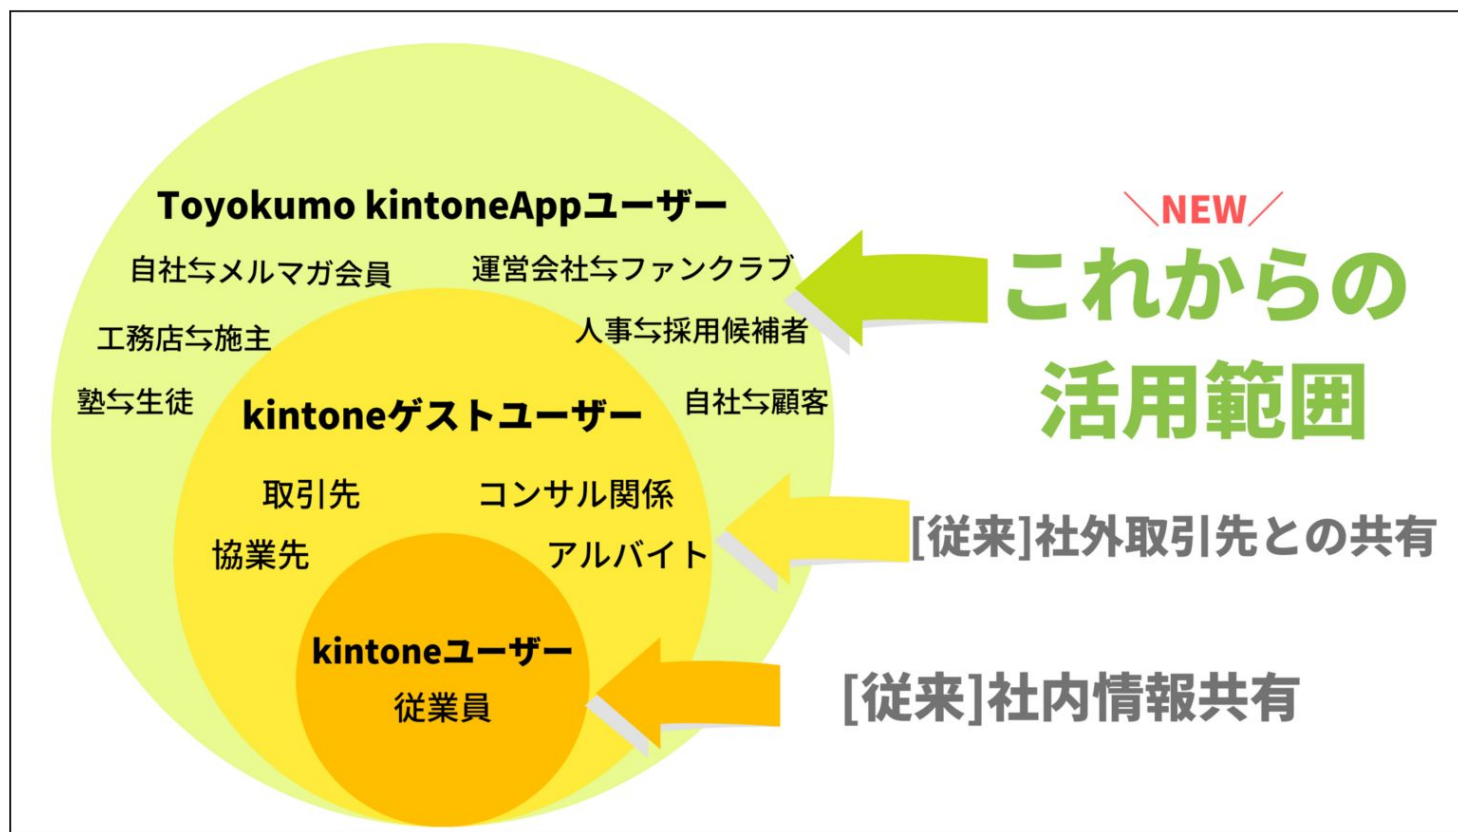 Toyokumo kintoneAppユーザー
自社⇆メルマガ会員
運営会社⇆ファンクラブ
工務店⇆施主
人事⇆採用候補者
塾⇆生徒
自社⇆顧客
kintoneゲストユーザー
取引先
コンサル関係
協業先
アルバイト
kintoneユーザー
従業員
＼NEW／
これからの
活用範囲
[従来]社外取引先との共有
[従来]社内情報共有